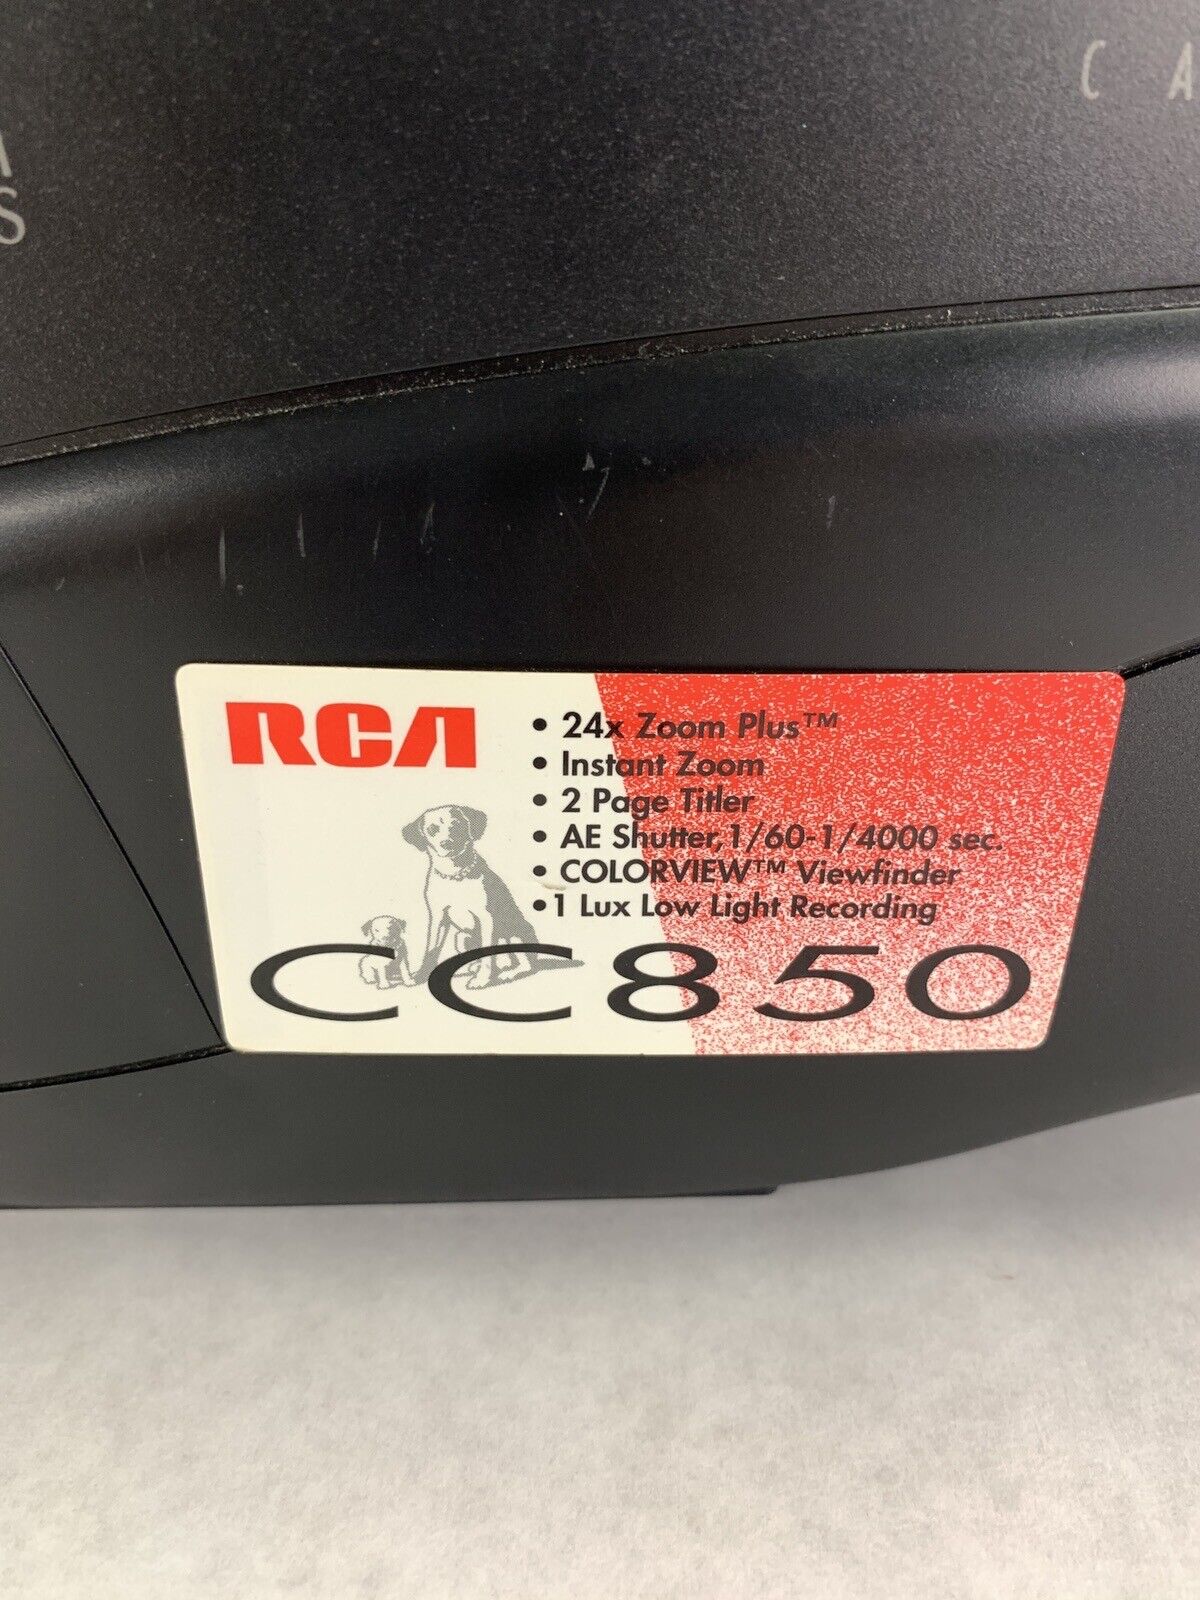 C A
S
RCA
• 24x Zoom Plus™
• Instant Zoom
• 2 Page Titler
• AE Shutter, 1/60-1/4000 sec.
• COLORVIEW™ Viewfinder
• 1 Lux Low Light Recording
CC850